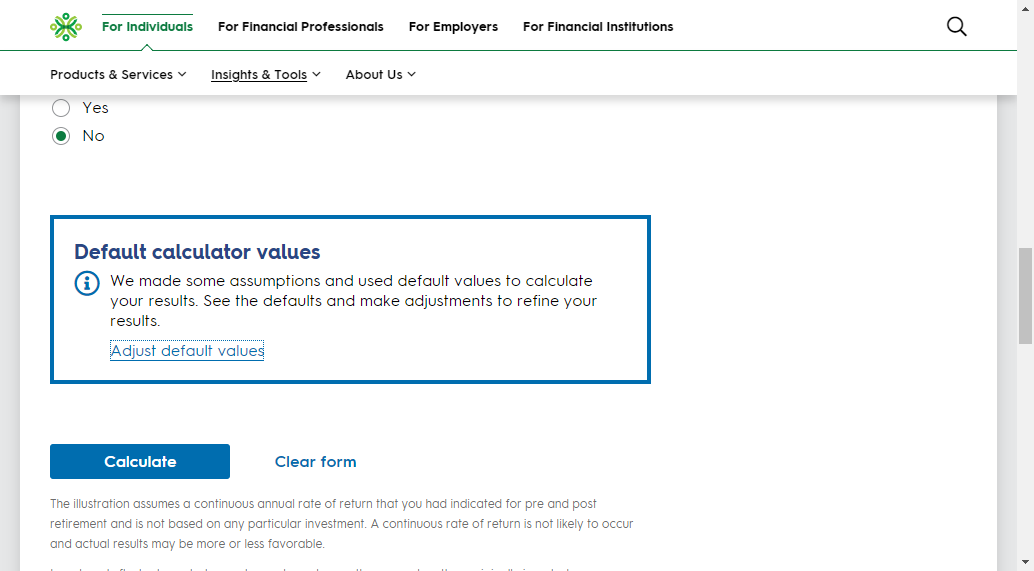 For Individuals For Financial Professionals For Employers For Financial Institutions
Products & Services Insights & Tools About Us
Yes
No
Default calculator values
We made some assumptions and used default values to calculate
your results. See the defaults and make adjustments to refine your
results.
Adjust default values
Calculate Clear form
The illustration assumes a continuous annual rate of return that you had indicated for pre and post
retirement and is not based on any particular investment. A continuous rate of return is not likely to occur
and actual results may be more or less favorable.